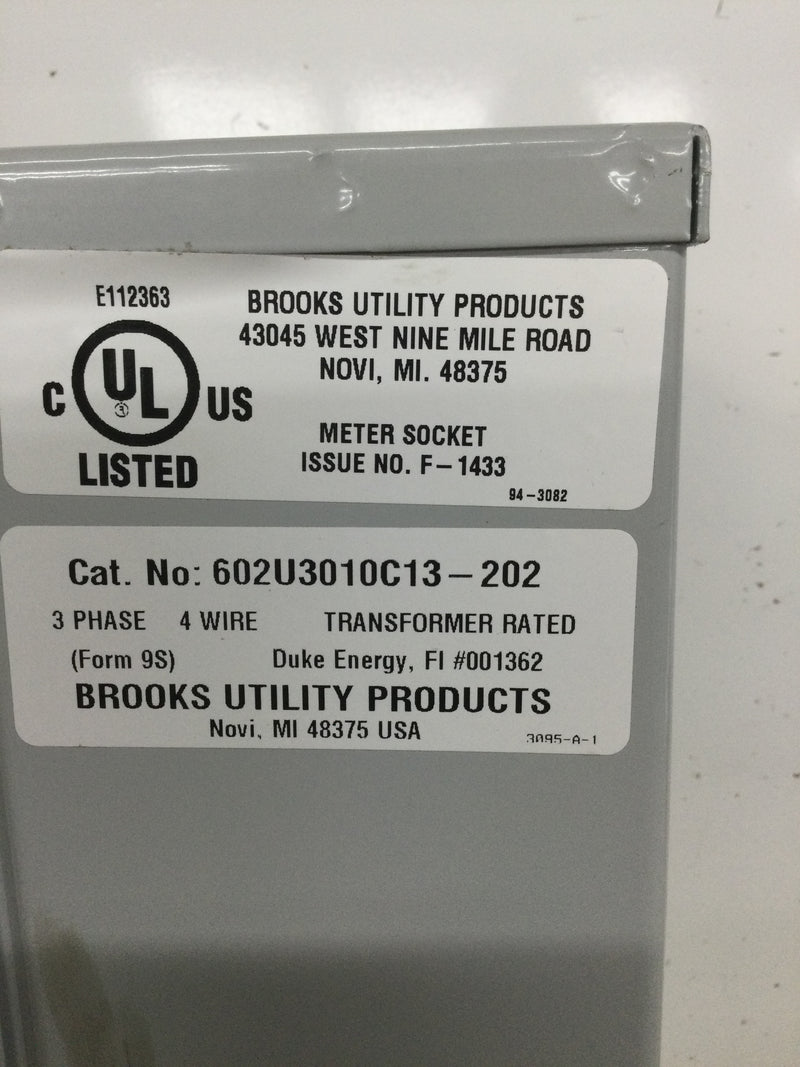 E112363
BROOKS UTILITY PRODUCTS
43045 WEST NINE MILE ROAD
NOVI, MI. 48375
C UL US
LISTED
METER SOCKET
ISSUE NO. F-1433
94-3082
Cat. No: 602U3010C13-202
3 PHASE 4 WIRE TRANSFORMER RATED
(Form 9S) Duke Energy, Fl #001362
BROOKS UTILITY PRODUCTS
Novi, MI 48375 USA
3095-A-1